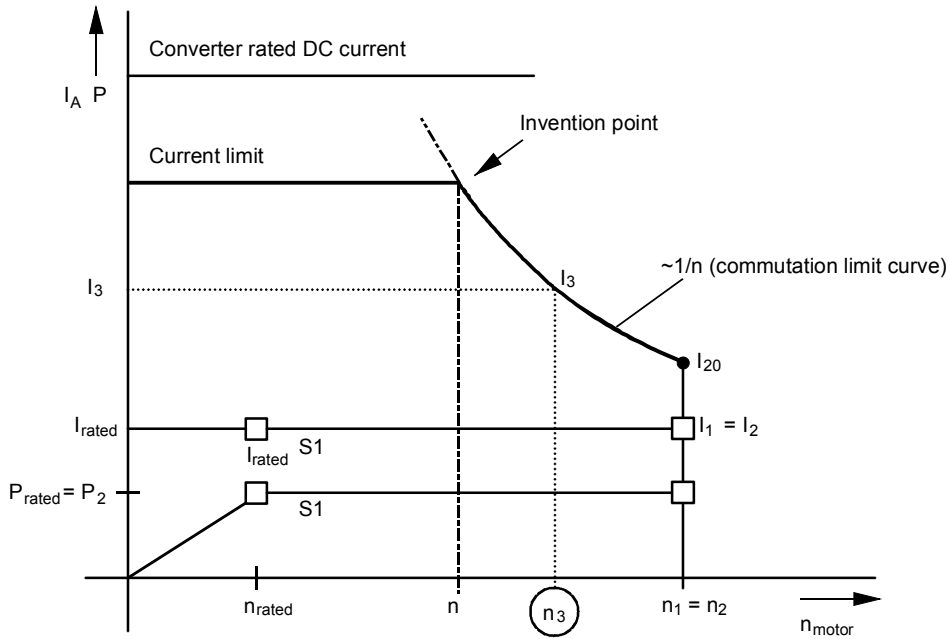 Converter rated DC current
I_A P
Invention point
Current limit
~1/n (commutation limit curve)
I_3
I_3
I_20
I_rated
I_rated S1
I_1 = I_2
P_rated = P_2
S1
n_rated
n
n_3
n_1 = n_2
n_motor